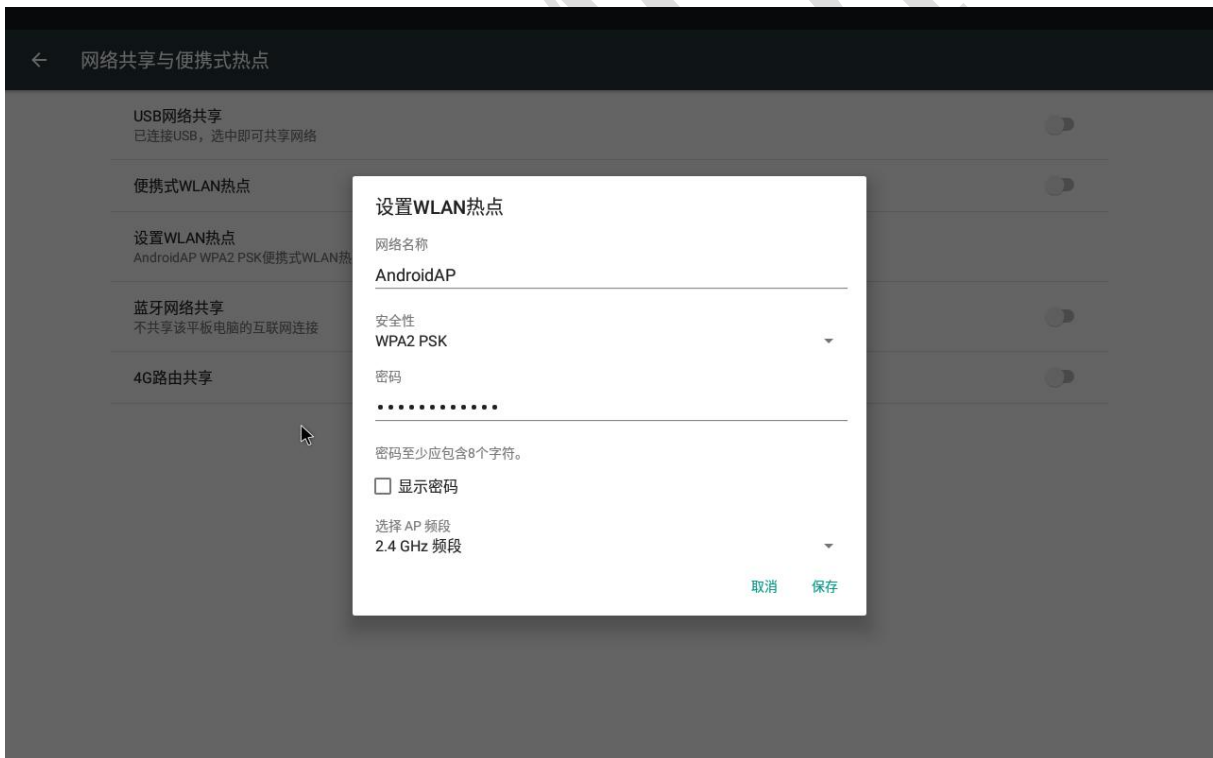 网络共享与便携式热点
USB网络共享
已连接USB，选中即可共享网络
便携式WLAN热点
设置WLAN热点
AndroidAP WPA2 PSK便携式WLAN热
蓝牙网络共享
不共享该平板电脑的互联网连接
4G路由共享
设置WLAN热点
网络名称
AndroidAP
安全性
WPA2 PSK
密码
••••••••••••
密码至少应包含8个字符。
显示密码
选择 AP 频段
2.4 GHz 频段
取消 保存